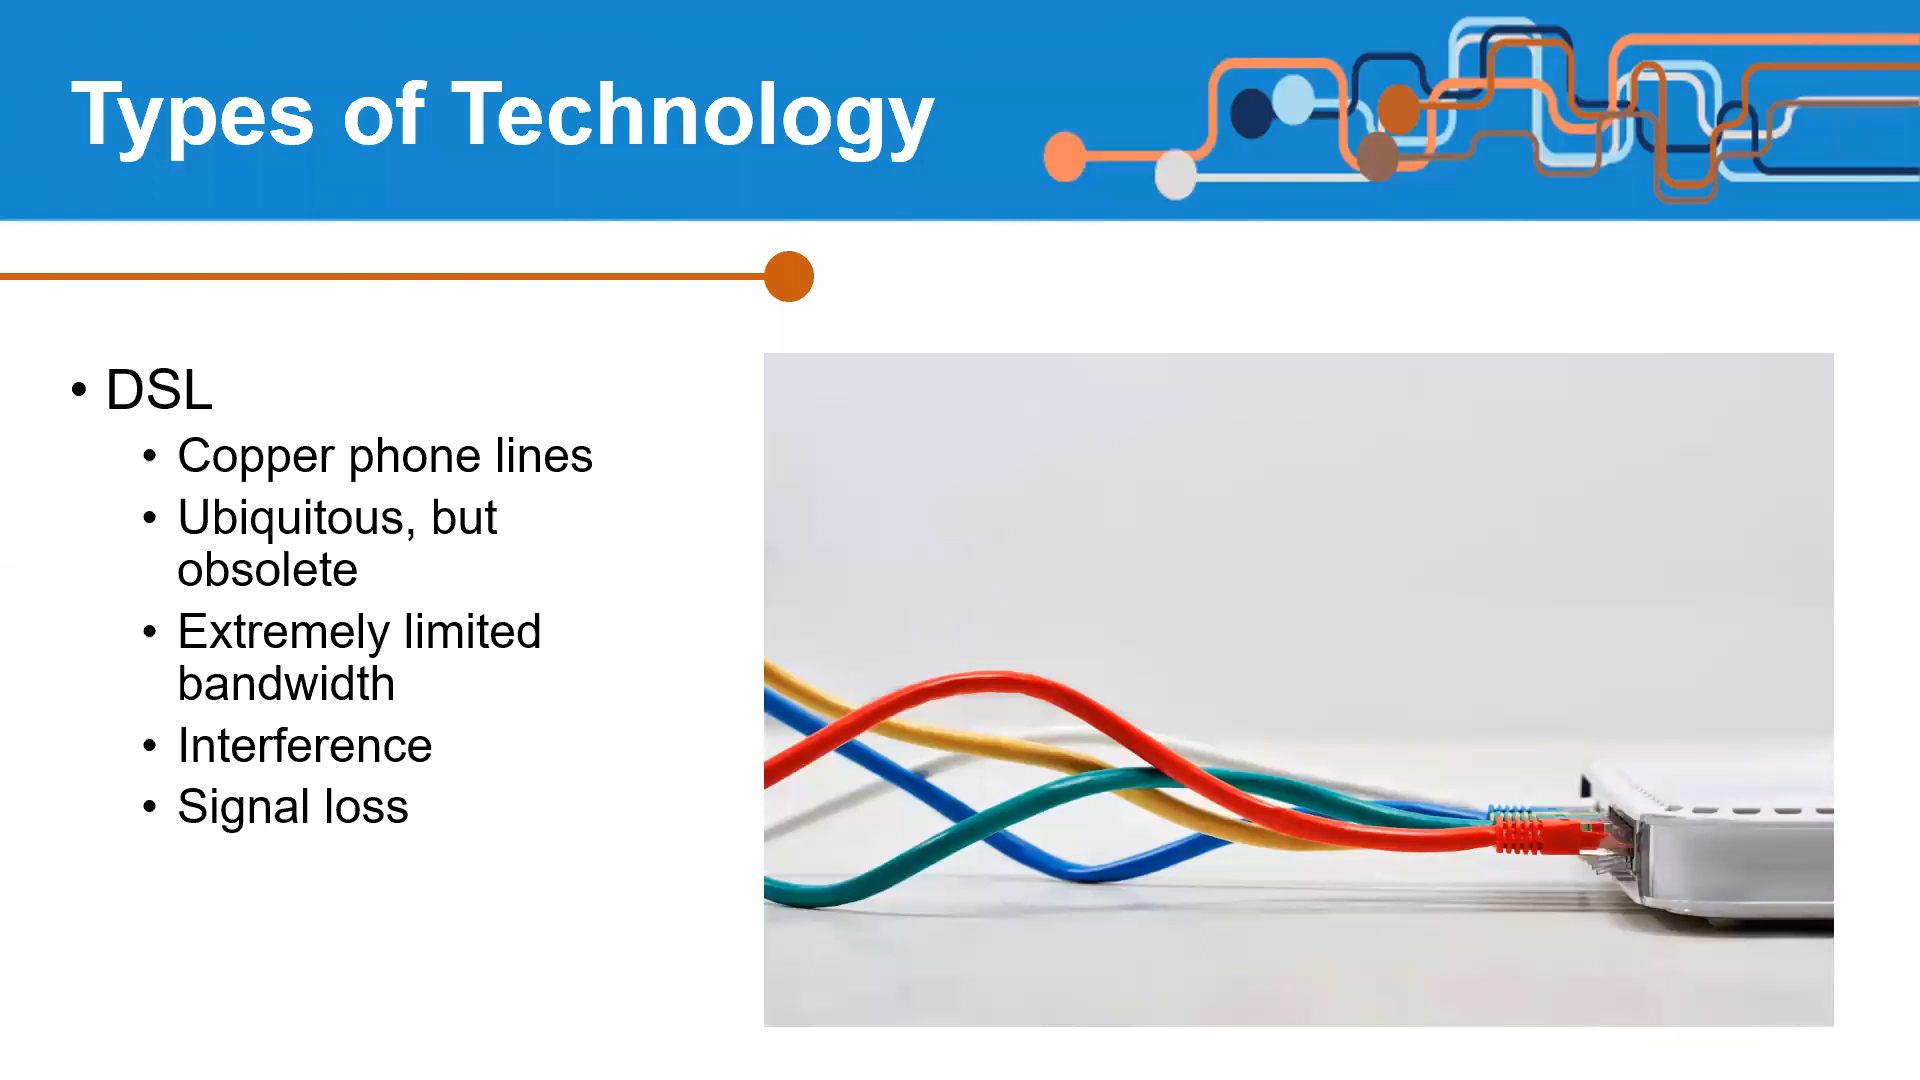 Types of Technology
• DSL
• Copper phone lines
• Ubiquitous, but
obsolete
• Extremely limited
bandwidth
• Interference
• Signal loss